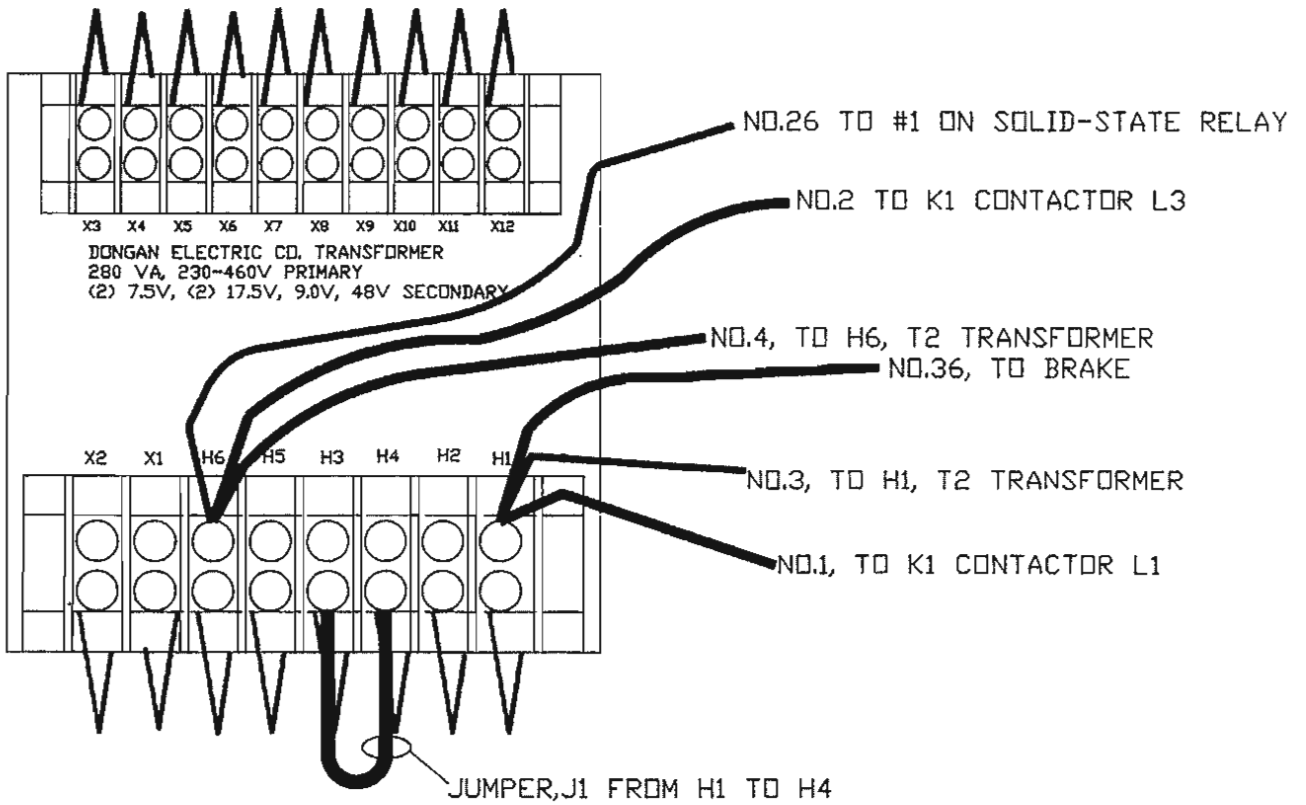 NO.26 TO #1 ON SOLID-STATE RELAY
NO.2 TO K1 CONTACTOR L3
X3 X4 X5 X6 X7 X8 X9 X10 X11 X12
DONGAN ELECTRIC CO. TRANSFORMER
280 VA, 230-460V PRIMARY
(2) 7.5V, (2) 17.5V, 9.0V, 48V SECONDARY
NO.4, TO H6, T2 TRANSFORMER
NO.36, TO BRAKE
X2 X1 H6 H5 H3 H4 H2 H1
NO.3, TO H1, T2 TRANSFORMER
NO.1, TO K1 CONTACTOR L1
JUMPER,J1 FROM H1 TO H4